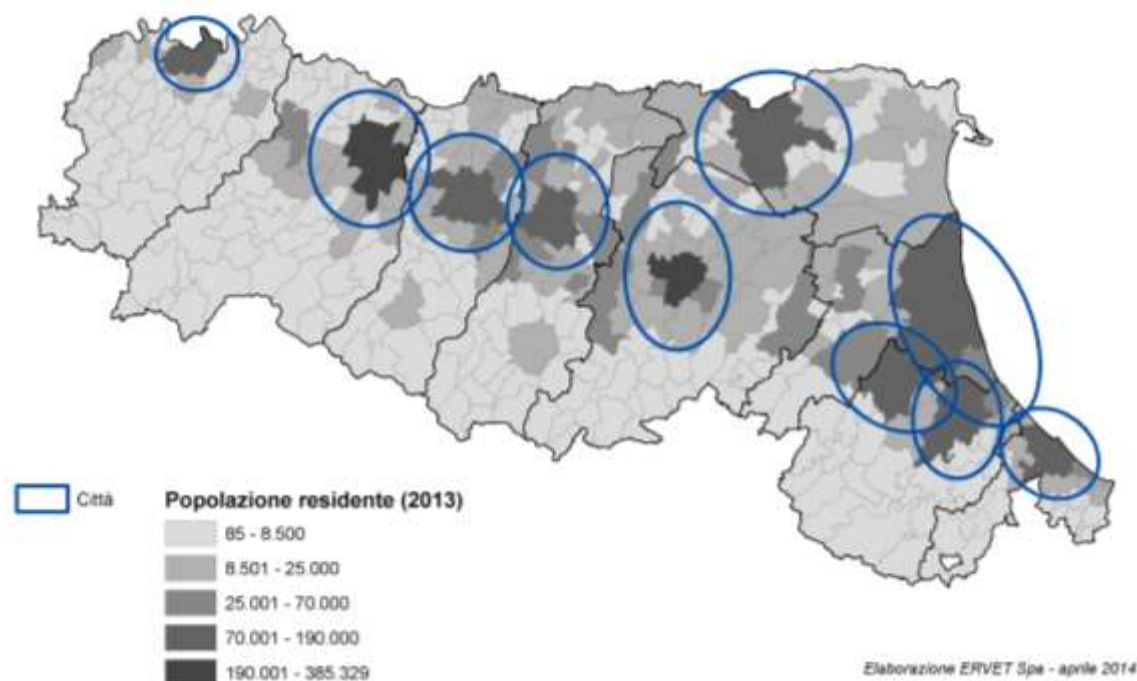 Città
Popolazione residente (2013)
85 - 8.500
8.501 - 25.000
25.001 - 70.000
70.001 - 190.000
190.001 - 385.329
Elaborazione ERVET Spa - aprile 2014